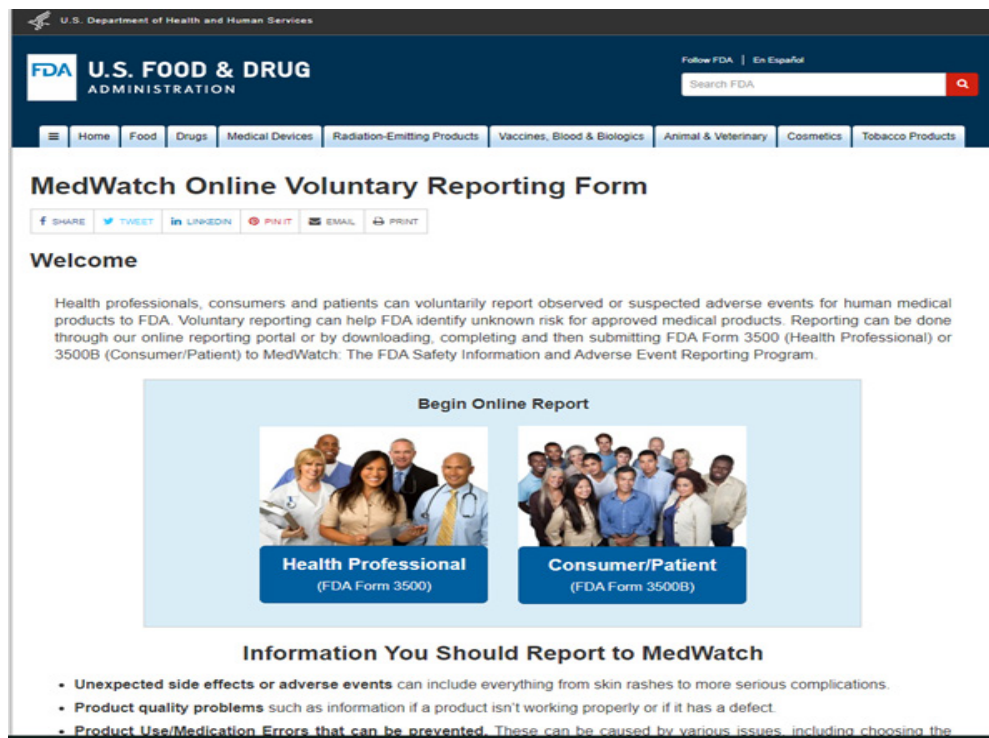 U.S. Department of Health and Human Services
FDA U.S. FOOD & DRUG
ADMINISTRATION
Follow FDA | En Español
Search FDA
Home Food Drugs Medical Devices Radiation-Emitting Products Vaccines, Blood & Biologics Animal & Veterinary Cosmetics Tobacco Products
MedWatch Online Voluntary Reporting Form
f SHARE TWEET in LINKEDIN PIN IT EMAIL PRINT
Welcome
Health professionals, consumers and patients can voluntarily report observed or suspected adverse events for human medical
products to FDA. Voluntary reporting can help FDA identify unknown risk for approved medical products. Reporting can be done
through our online reporting portal or by downloading, completing and then submitting FDA Form 3500 (Health Professional) or
3500B (Consumer/Patient) to MedWatch: The FDA Safety Information and Adverse Event Reporting Program.
Begin Online Report
Health Professional
(FDA Form 3500)
Consumer/Patient
(FDA Form 3500B)
Information You Should Report to MedWatch
• Unexpected side effects or adverse events can include everything from skin rashes to more serious complications.
• Product quality problems such as information if a product isn't working properly or if it has a defect.
• Product Use/Medication Errors that can be prevented. These can be caused by various issues, including choosing the